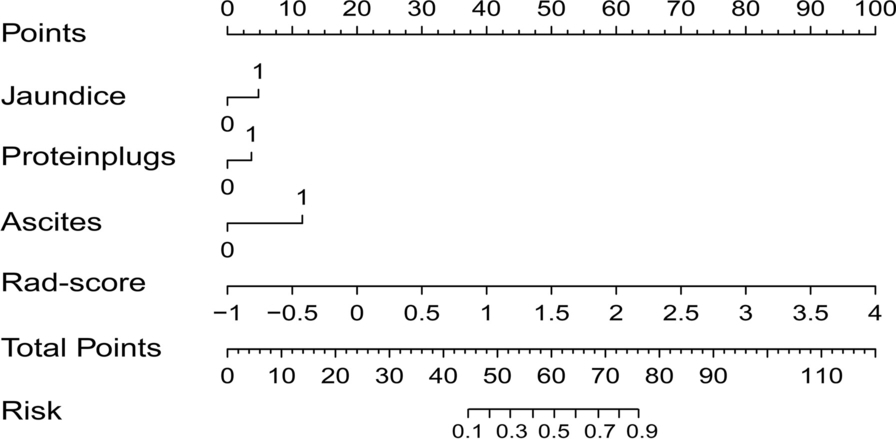 Points 0 10 20 30 40 50 60 70 80 90 100
Jaundice 0 1
Proteinplugs 0 1
Ascites 0 1
Rad-score −1 −0.5 0 0.5 1 1.5 2 2.5 3 3.5 4
Total Points 0 10 20 30 40 50 60 70 80 90 110
Risk 0.1 0.3 0.5 0.7 0.9